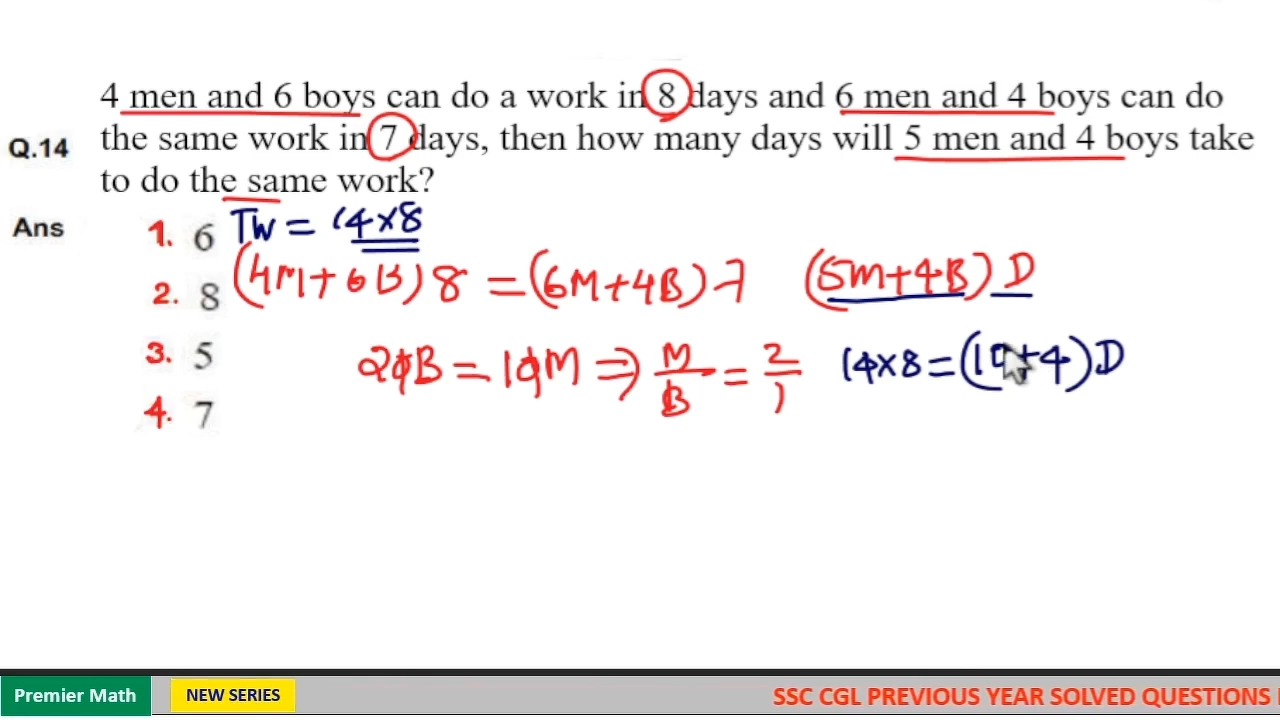 4 men and 6 boys can do a work in 8 days and 6 men and 4 boys can do
Q.14 the same work in 7 days, then how many days will 5 men and 4 boys take
to do the same work?
Ans
1. 6 TW = 14×8
2. 8 (4M+6B)8 = (6M+4B)7 (5M+4B)D
3. 5 20B = 10M ⇒ M/B = 2/1 14×8 = (10+4)D
4. 7
Premier Math NEW SERIES SSC CGL PREVIOUS YEAR SOLVED QUESTIONS